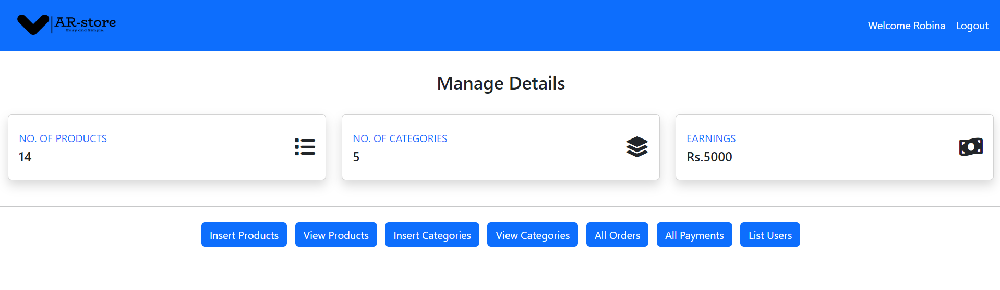 AR-store
Easy and Simple.
Welcome Robina Logout
Manage Details
NO. OF PRODUCTS
14
NO. OF CATEGORIES
5
EARNINGS
Rs.5000
Insert Products View Products Insert Categories View Categories All Orders All Payments List Users